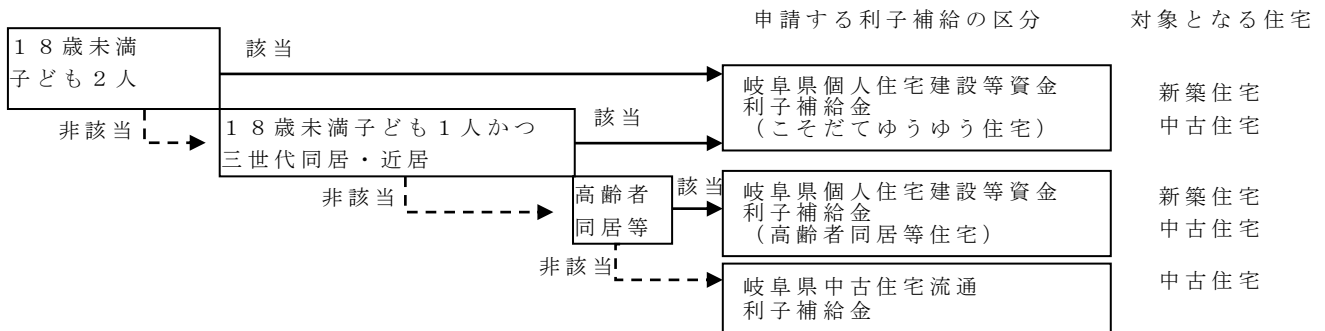 申請する利子補給の区分
対象となる住宅
18歳未満
子ども2人
該当
岐阜県個人住宅建設等資金
利子補給金
(こそだてゆうゆう住宅)
新築住宅
中古住宅
非該当
18歳未満子ども1人かつ
三世代同居・近居
該当
非該当
高齢者
同居等
該当
岐阜県個人住宅建設等資金
利子補給金
(高齢者同居等住宅)
新築住宅
中古住宅
非該当
岐阜県中古住宅流通
利子補給金
中古住宅